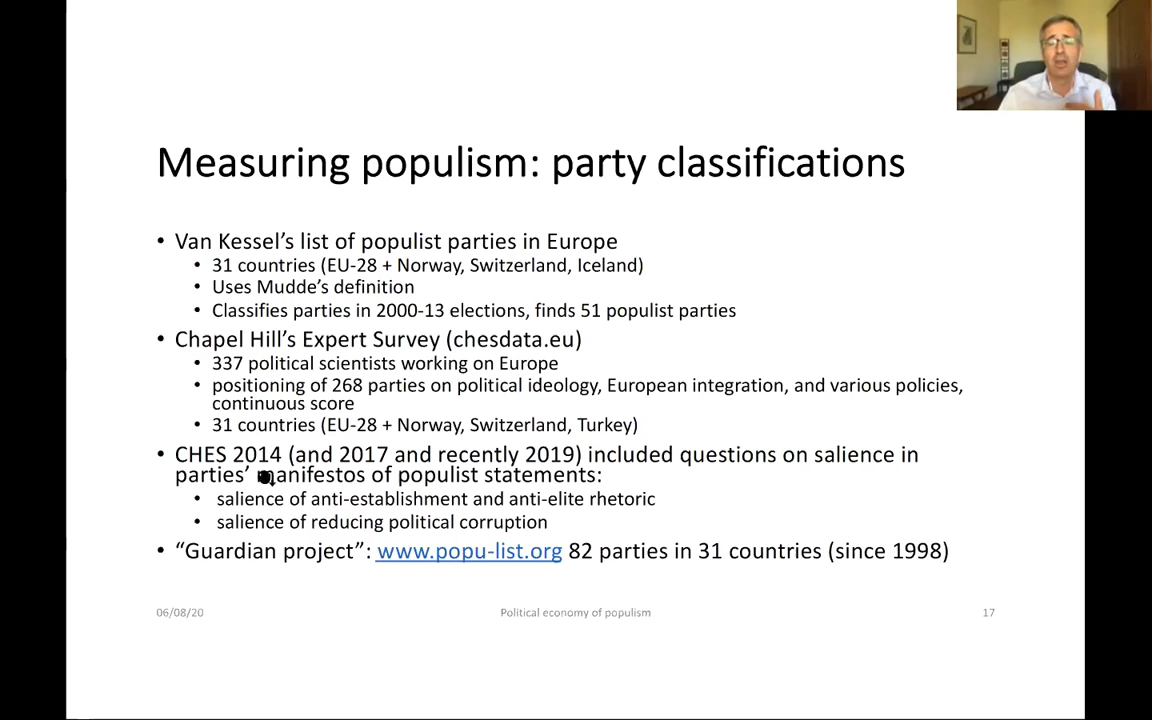 Measuring populism: party classifications
• Van Kessel’s list of populist parties in Europe
• 31 countries (EU-28 + Norway, Switzerland, Iceland)
• Uses Mudde’s definition
• Classifies parties in 2000-13 elections, finds 51 populist parties
• Chapel Hill’s Expert Survey (chesdata.eu)
• 337 political scientists working on Europe
• positioning of 268 parties on political ideology, European integration, and various policies,
continuous score
• 31 countries (EU-28 + Norway, Switzerland, Turkey)
• CHES 2014 (and 2017 and recently 2019) included questions on salience in
parties’ manifestos of populist statements:
• salience of anti-establishment and anti-elite rhetoric
• salience of reducing political corruption
• “Guardian project”: www.popu-list.org 82 parties in 31 countries (since 1998)
06/08/20
Political economy of populism
17